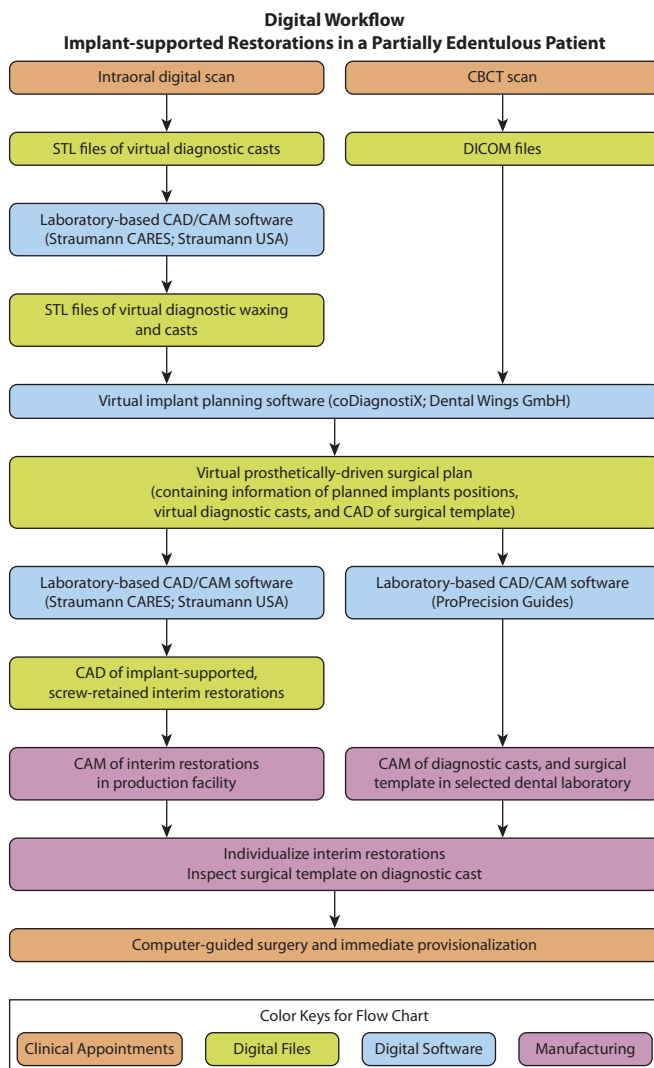 Digital Workflow
Implant-supported Restorations in a Partially Edentulous Patient
Intraoral digital scan
CBCT scan
STL files of virtual diagnostic casts
DICOM files
Laboratory-based CAD/CAM software
(Straumann CARES; Straumann USA)
STL files of virtual diagnostic waxing
and casts
Virtual implant planning software (coDiagnostiX; Dental Wings GmbH)
Virtual prosthetically-driven surgical plan
(containing information of planned implants positions,
virtual diagnostic casts, and CAD of surgical template)
Laboratory-based CAD/CAM software
(Straumann CARES; Straumann USA)
Laboratory-based CAD/CAM software
(ProPrecision Guides)
CAD of implant-supported,
screw-retained interim restorations
CAM of interim restorations
in production facility
CAM of diagnostic casts, and surgical
template in selected dental laboratory
Individualize interim restorations
Inspect surgical template on diagnostic cast
Computer-guided surgery and immediate provisionalization
Color Keys for Flow Chart
Clinical Appointments
Digital Files
Digital Software
Manufacturing